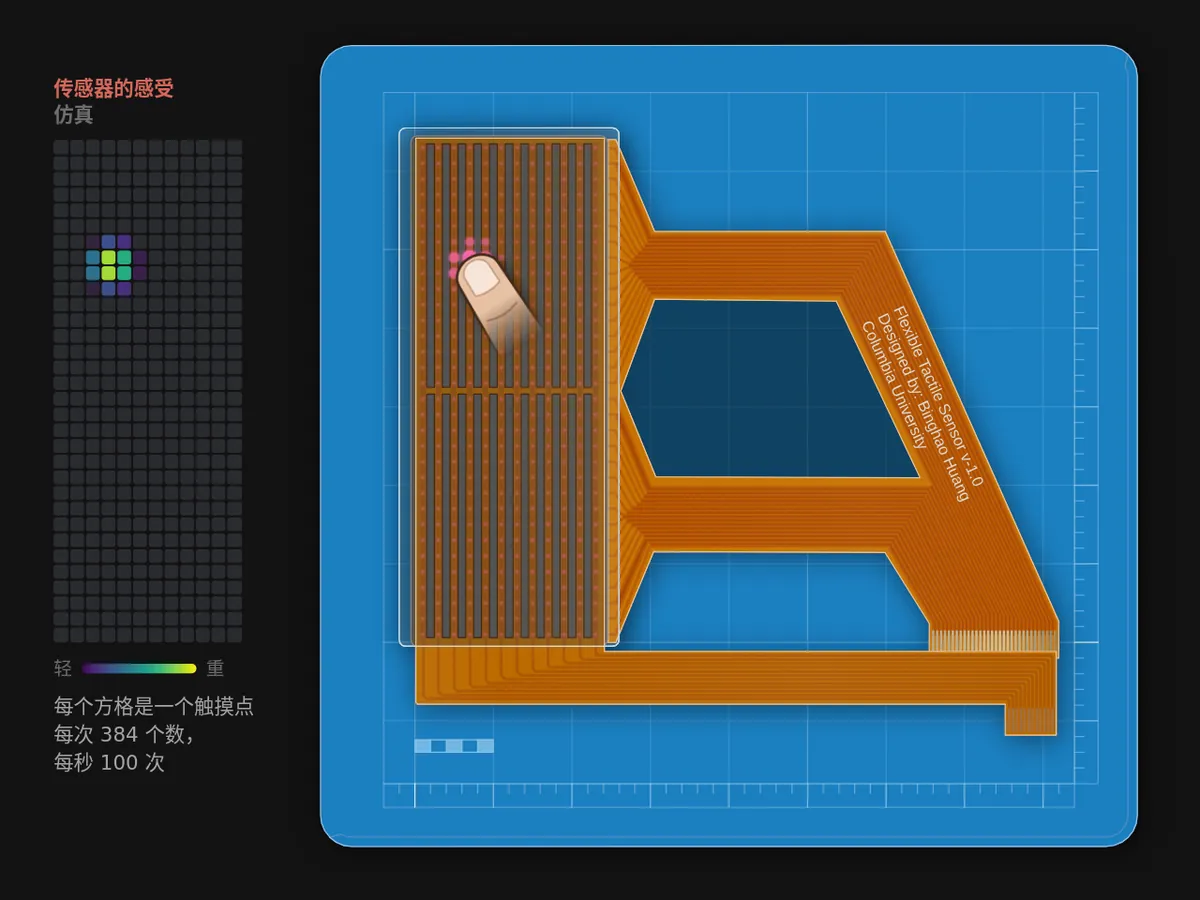 传感器的感受
仿真
轻
重
每个方格是一个触摸点
每次 384 个数，
每秒 100 次
Flexible Tactile Sensor v-1.0
Designed by: Binghao Huang
Columbia University